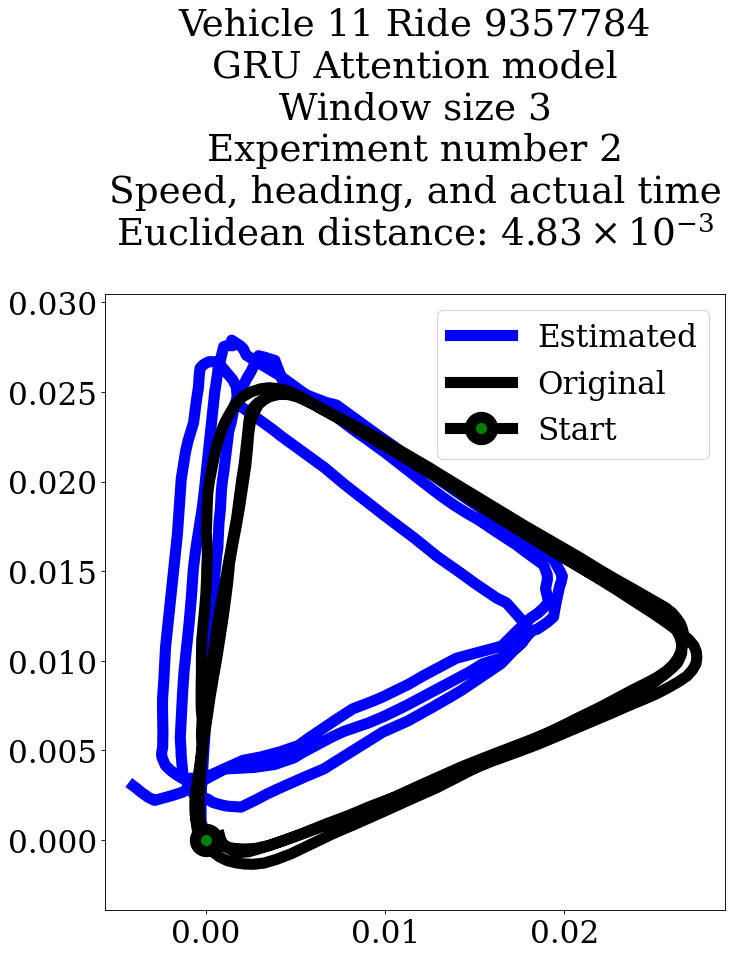 Vehicle 11 Ride 9357784
GRU Attention model
Window size 3
Experiment number 2
Speed, heading, and actual time
Euclidean distance: 4.83 × 10⁻³
0.030
0.025
0.020
0.015
0.010
0.005
0.000
Estimated
Original
Start
0.00
0.01
0.02